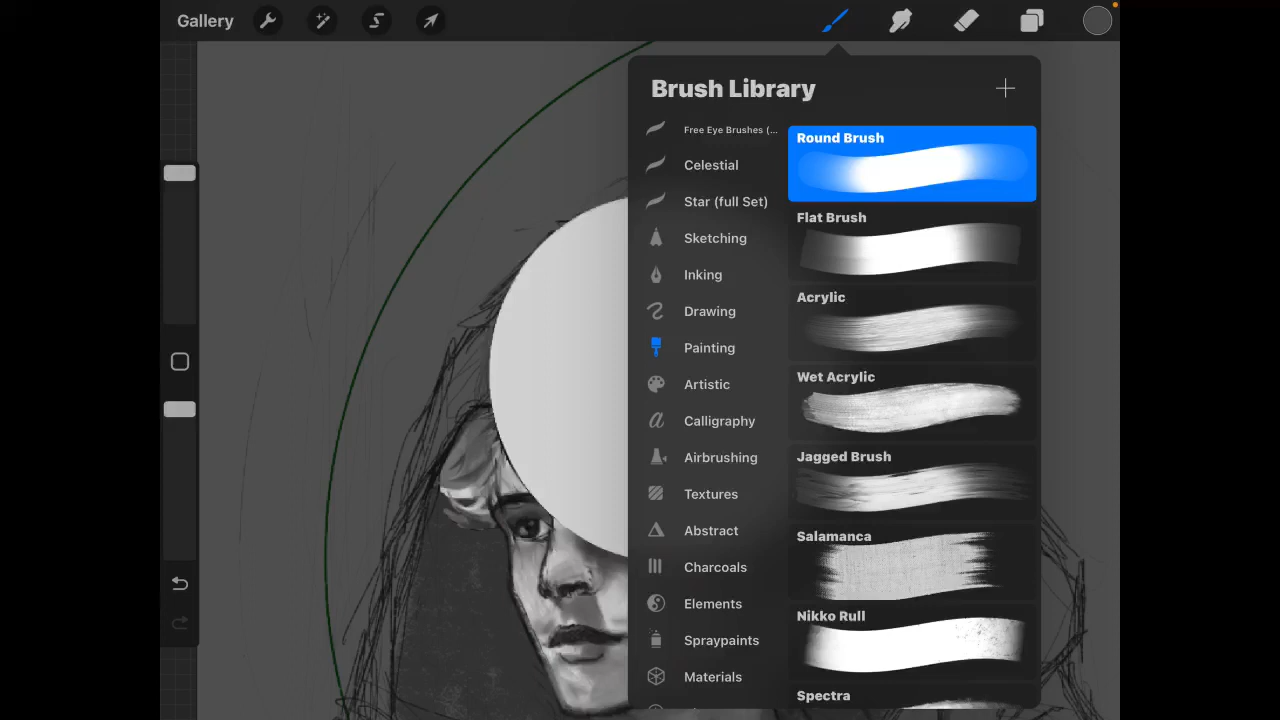 Gallery
Brush Library
Free Eye Brushes (...
Celestial
Star (full Set)
Sketching
Inking
Drawing
Painting
Artistic
Calligraphy
Airbrushing
Textures
Abstract
Charcoals
Elements
Spraypaints
Materials
Round Brush
Flat Brush
Acrylic
Wet Acrylic
Jagged Brush
Salamanca
Nikko Rull
Spectra